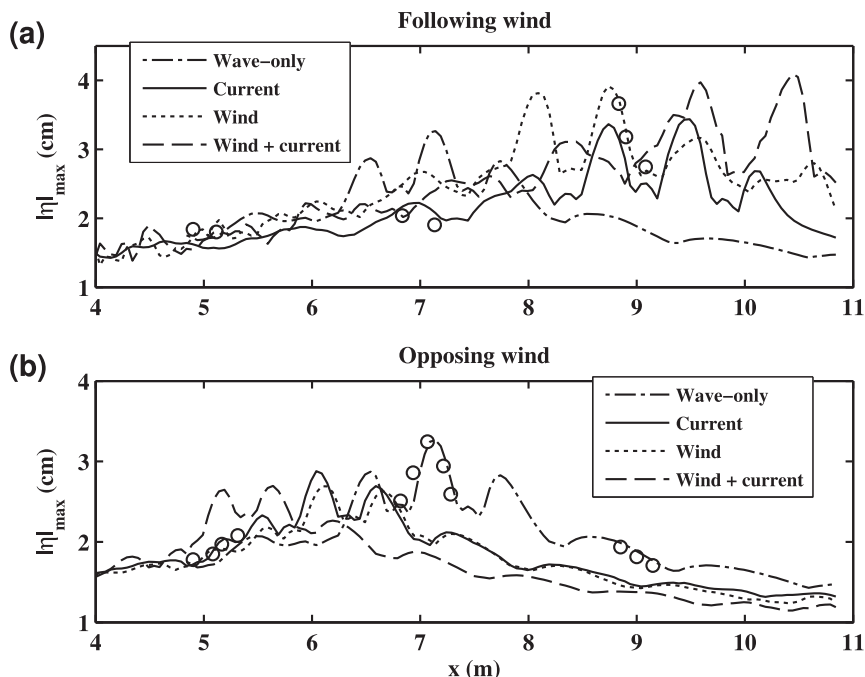 (a)
Following wind
Wave-only
Current
Wind
Wind + current
|η|max (cm)
4
3
2
1
4 5 6 7 8 9 10 11
(b)
Opposing wind
Wave-only
Current
Wind
Wind + current
|η|max (cm)
4
3
2
1
4 5 6 7 8 9 10 11
x (m)